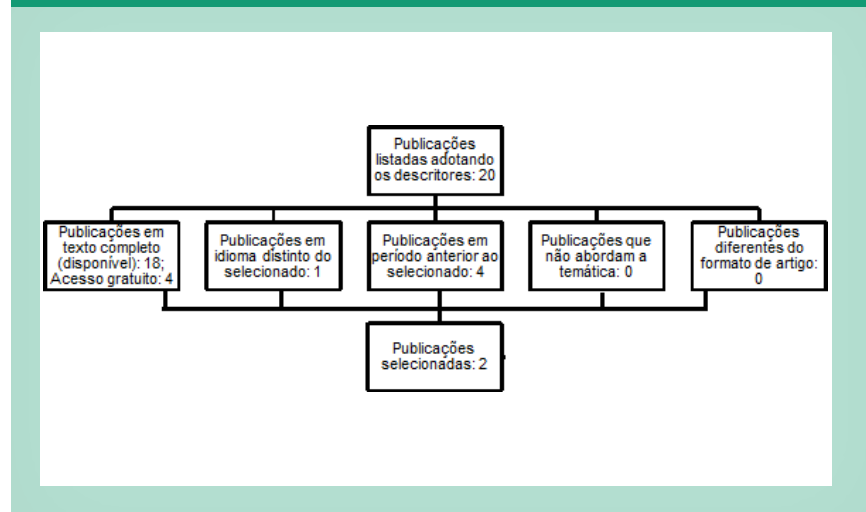 Publicações
listadas adotando
os descritores: 20
Publicações em
texto completo
(disponível): 18;
Acesso gratuito: 4
Publicações em
idioma distinto do
selecionado: 1
Publicações em
período anterior ao
selecionado: 4
Publicações que
não abordam a
temática: 0
Publicações
diferentes do
formato de artigo:
0
Publicações
selecionadas: 2